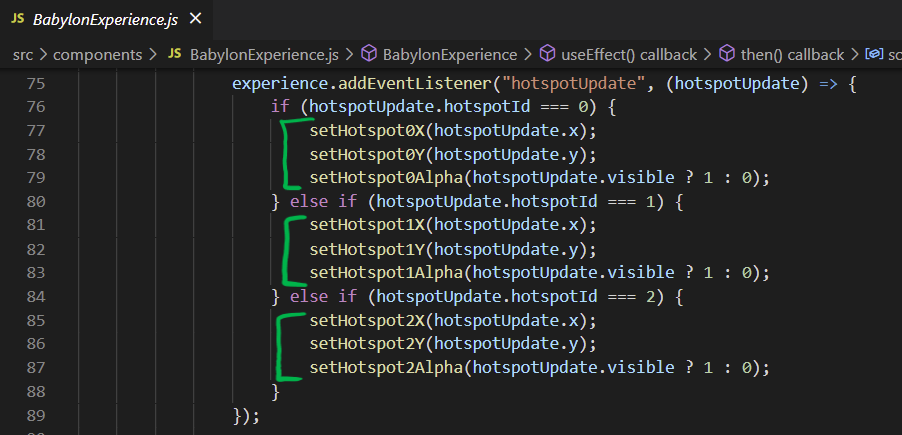 JS BabylonExperience.js ×
src > components > JS BabylonExperience.js > BabylonExperience > useEffect() callback > then() callback > sc
75 experience.addEventListener("hotspotUpdate", (hotspotUpdate) => {
76 if (hotspotUpdate.hotspotId === 0) {
77 setHotspot0X(hotspotUpdate.x);
78 setHotspot0Y(hotspotUpdate.y);
79 setHotspot0Alpha(hotspotUpdate.visible ? 1 : 0);
80 } else if (hotspotUpdate.hotspotId === 1) {
81 setHotspot1X(hotspotUpdate.x);
82 setHotspot1Y(hotspotUpdate.y);
83 setHotspot1Alpha(hotspotUpdate.visible ? 1 : 0);
84 } else if (hotspotUpdate.hotspotId === 2) {
85 setHotspot2X(hotspotUpdate.x);
86 setHotspot2Y(hotspotUpdate.y);
87 setHotspot2Alpha(hotspotUpdate.visible ? 1 : 0);
88 }
89 });